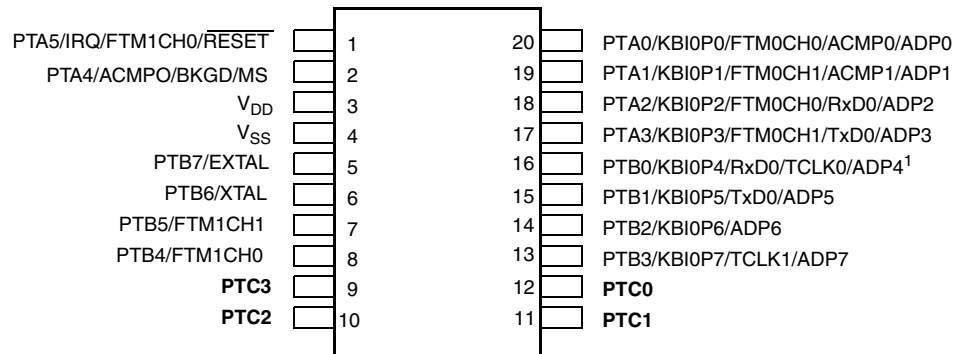 PTA5/IRQ/FTM1CH0/RESET 1 20 PTA0/KBI0P0/FTM0CH0/ACMP0/ADP0
PTA4/ACMPO/BKGD/MS 2 19 PTA1/KBI0P1/FTM0CH1/ACMP1/ADP1
VDD 3 18 PTA2/KBI0P2/FTM0CH0/RxD0/ADP2
VSS 4 17 PTA3/KBI0P3/FTM0CH1/TxD0/ADP3
PTB7/EXTAL 5 16 PTB0/KBI0P4/RxD0/TCLK0/ADP4¹
PTB6/XTAL 6 15 PTB1/KBI0P5/TxD0/ADP5
PTB5/FTM1CH1 7 14 PTB2/KBI0P6/ADP6
PTB4/FTM1CH0 8 13 PTB3/KBI0P7/TCLK1/ADP7
PTC3 9 12 PTC0
PTC2 10 11 PTC1